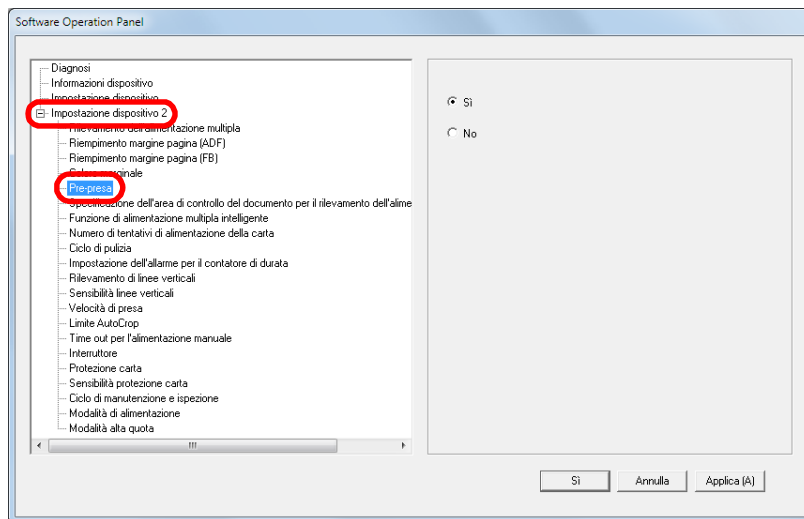 Software Operation Panel
Diagnosi
Informazioni dispositivo
Impostazione dispositivo
Impostazione dispositivo 2
Rilevamento dell'alimentazione multipla
Riempimento margine pagina (ADF)
Riempimento margine pagina (FB)
Colore marginale
Pre-presa
Specificazione dell'area di controllo del documento per il rilevamento dell'alime
Funzione di alimentazione multipla intelligente
Numero di tentativi di alimentazione della carta
Ciclo di pulizia
Impostazione dell'allarme per il contatore di durata
Rilevamento di linee verticali
Sensibilità linee verticali
Velocità di presa
Limite AutoCrop
Time out per l'alimentazione manuale
Interruttore
Protezione carta
Sensibilità protezione carta
Ciclo di manutenzione e ispezione
Modalità di alimentazione
Modalità alta quota
Sì
No
Sì Annulla Applica (A)